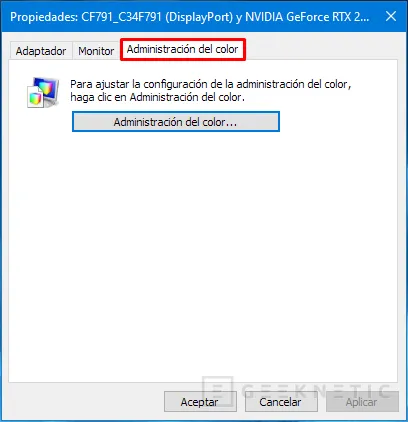 Propiedades: CF791_C34F791 (DisplayPort) y NVIDIA GeForce RTX 2...
Adaptador Monitor Administración del color
Para ajustar la configuración de la administración del color,
haga clic en Administración del color.
Administración del color...
GEEKNETIC
Aceptar Cancelar Aplicar